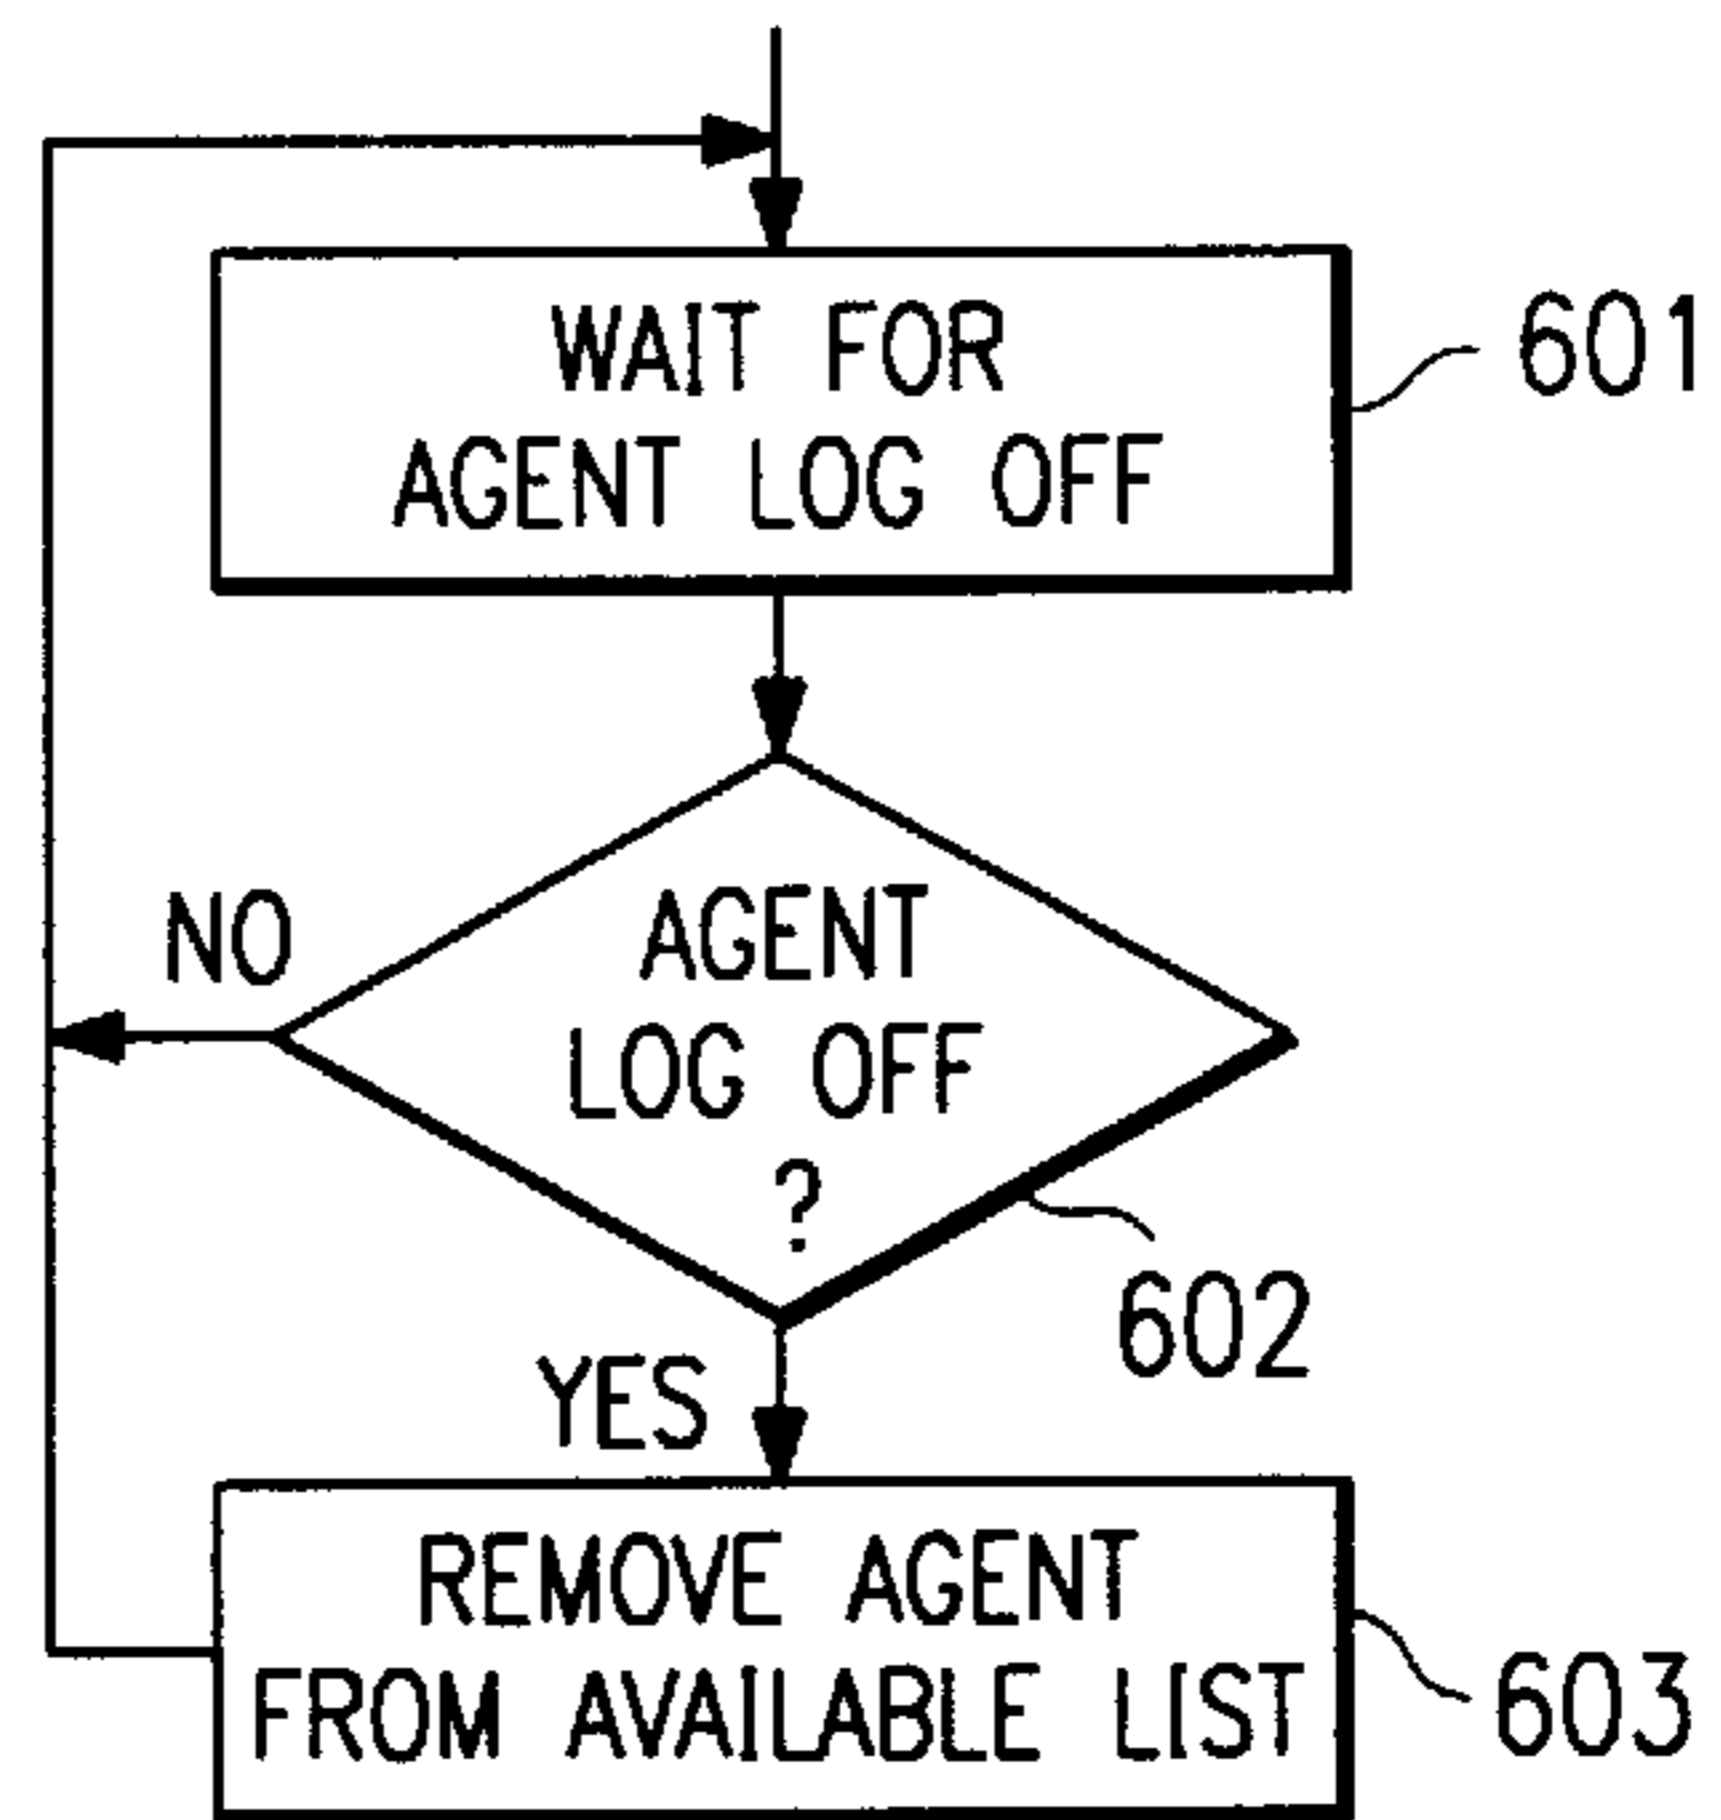 WAIT FOR
AGENT LOG OFF
601
NO
AGENT
LOG OFF
?
602
YES
REMOVE AGENT
FROM AVAILABLE LIST
603